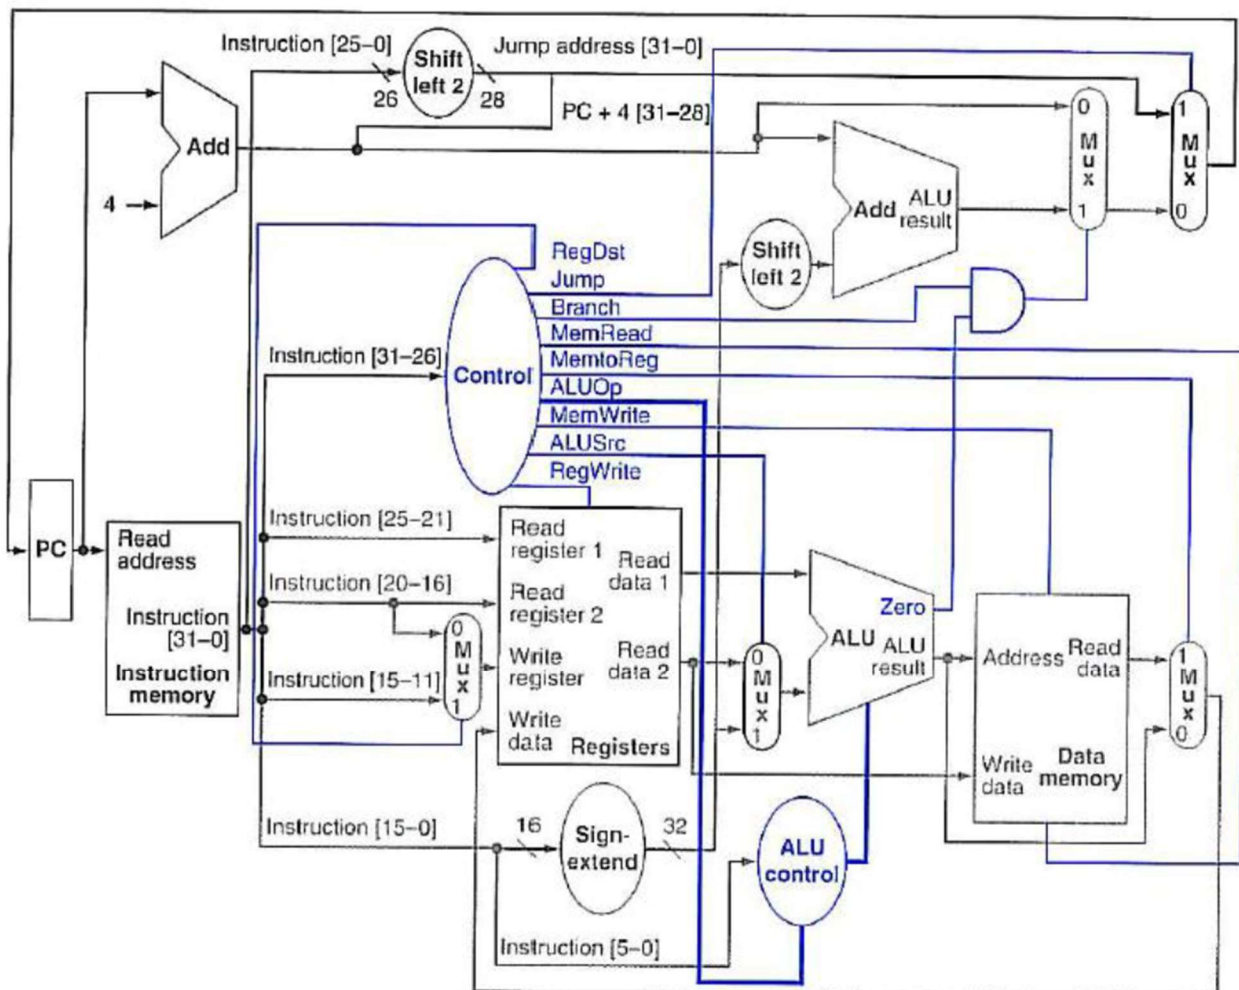 Instruction [25–0]
Shift
left 2
Jump address [31–0]
26
28
PC + 4 [31–28]
Add
4
0
M
u
x
1
1
M
u
x
0
Add
ALU
result
Shift
left 2
RegDst
Jump
Branch
MemRead
MemtoReg
ALUOp
MemWrite
ALUSrc
RegWrite
Instruction [31–26]
Control
PC
Read
address
Instruction
[31–0]
Instruction
memory
Instruction [25–21]
Instruction [20–16]
Instruction [15–11]
0
M
u
x
1
Read
register 1
Read
register 2
Write
register
Write
data
Read
data 1
Read
data 2
Registers
0
M
u
x
1
Zero
ALU
ALU
result
Address
Read
data
Write
data
Data
memory
1
M
u
x
0
Instruction [15–0]
16
Sign-
extend
32
ALU
control
Instruction [5–0]